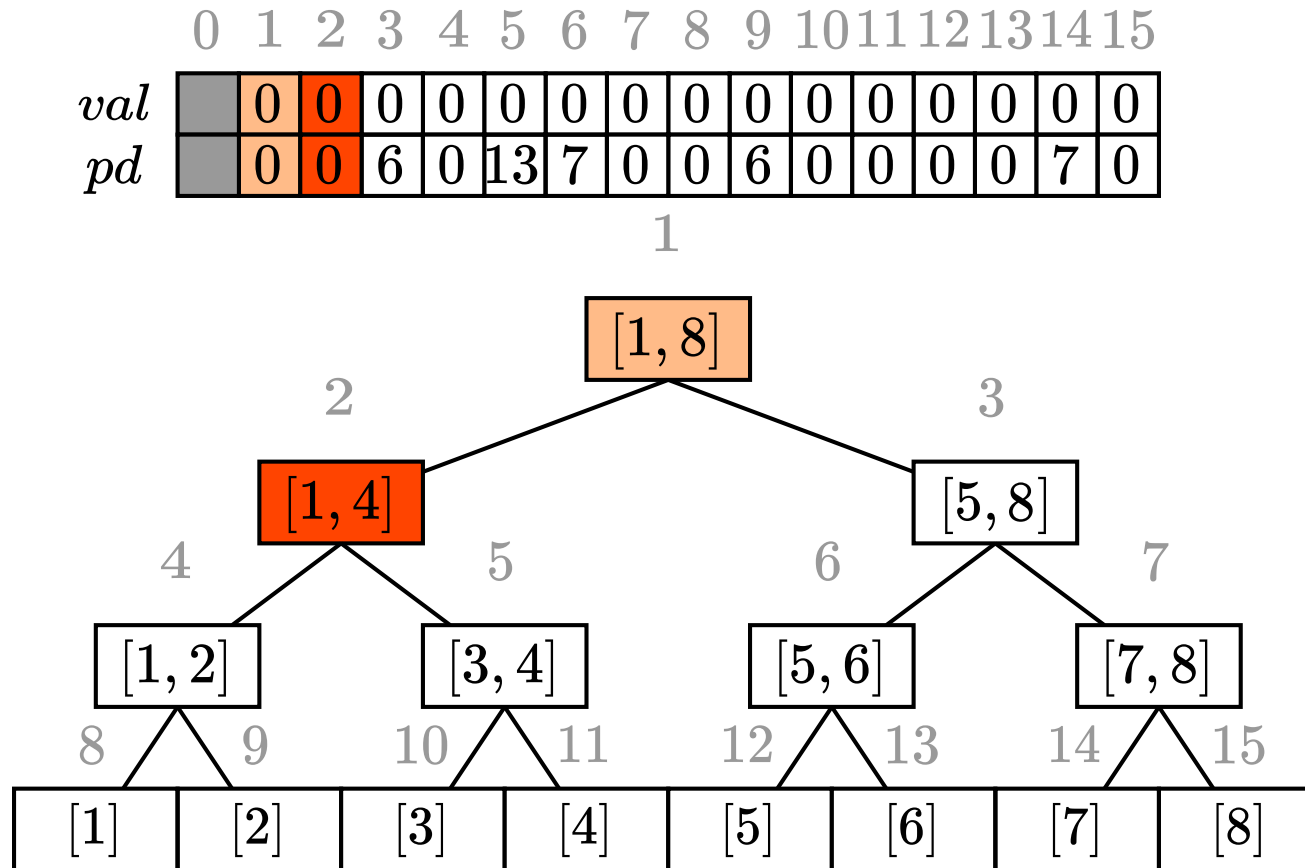 0 1 2 3 4 5 6 7 8 9 10 11 12 13 14 15
val 0 0 0 0 0 0 0 0 0 0 0 0 0 0 0
pd 0 0 6 0 13 7 0 0 6 0 0 0 0 7 0
1
[1, 8]
2 3
[1, 4] [5, 8]
4 5 6 7
[1, 2] [3, 4] [5, 6] [7, 8]
8 9 10 11 12 13 14 15
[1] [2] [3] [4] [5] [6] [7] [8]